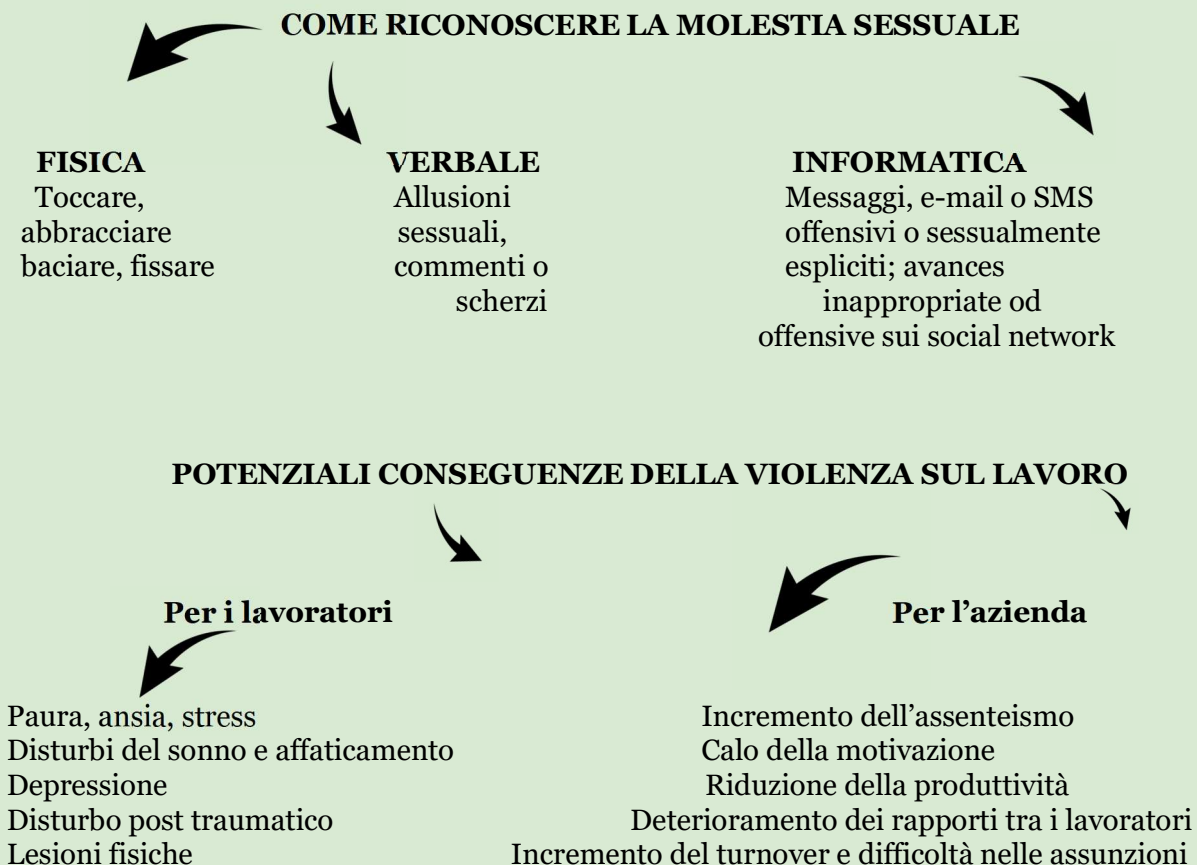 COME RICONOSCERE LA MOLESTIA SESSUALE
FISICA
Toccare,
abbracciare
baciare, fissare
VERBALE
Allusioni
sessuali,
commenti o
scherzi
INFORMATICA
Messaggi, e-mail o SMS
offensivi o sessualmente
espliciti; avances
inappropriate od
offensive sui social network
POTENZIALI CONSEGUENZE DELLA VIOLENZA SUL LAVORO
Per i lavoratori
Paura, ansia, stress
Disturbi del sonno e affaticamento
Depressione
Disturbo post traumatico
Lesioni fisiche
Per l’azienda
Incremento dell’assenteismo
Calo della motivazione
Riduzione della produttività
Deterioramento dei rapporti tra i lavoratori
Incremento del turnover e difficoltà nelle assunzioni